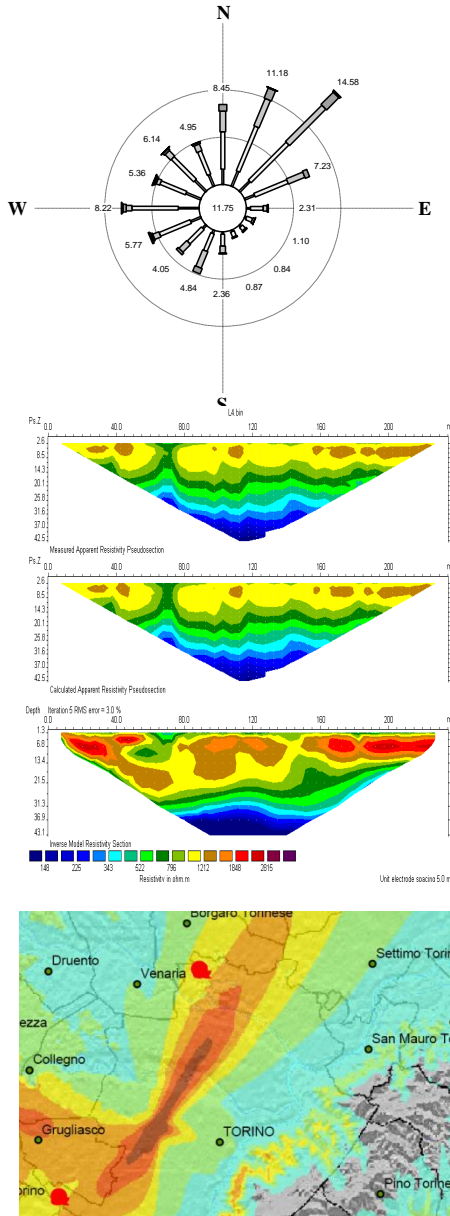 N
11.18
14.58
8.45
4.95
6.14
5.36
7.23
W
8.22
11.75
2.31
E
5.77
1.10
4.05
0.84
4.84
0.87
2.36
S
L4.bin
Ps.Z 0.0 40.0 80.0 120 160 200 m
2.6
8.5
14.3
20.1
25.8
31.6
37.0
42.5
Measured Apparent Resistivity Pseudosection
Ps.Z 0.0 40.0 80.0 120 160 200 m
2.6
8.5
14.3
20.1
25.8
31.6
37.0
42.5
Calculated Apparent Resistivity Pseudosection
Depth Iteration 5 RMS error = 3.0 %
0.0 40.0 80.0 120 160 200 m
1.3
6.8
13.4
21.5
31.3
36.9
43.1
Inverse Model Resistivity Section
148 225 343 522 796 1212 1848 2815
Resistivity in ohm.m Unit electrode spacing 5.0 m
Borgaro Torinese
Druento
Settimo Torin
Venaria
ezza
San Mauro To
Collegno
Grugliasco
TORINO
orino
Pino Torine